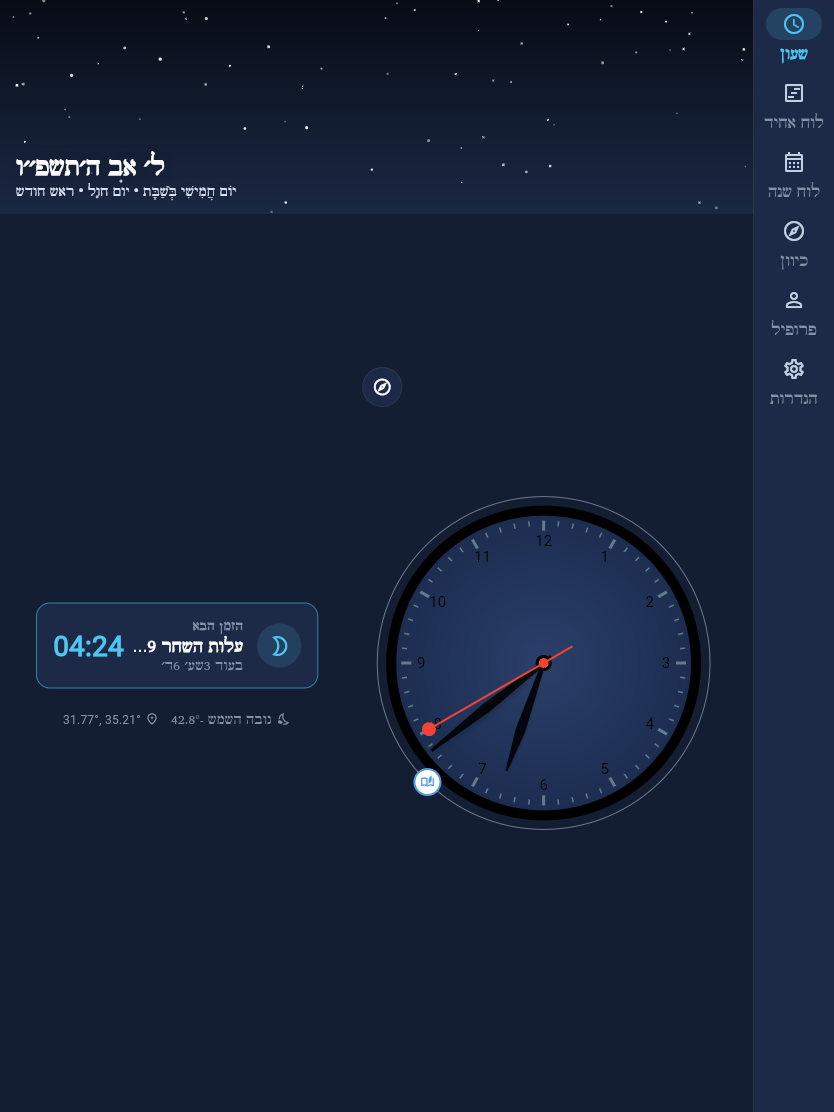 שעון
לוח אחיד
לוח שנה
כיוון
פרופיל
הגדרות
ל׳ אב ה׳תשפ״ו
יוֹם חֲמִישִׁי בְּשַׁבָּת • יום חול • ראש חודש
הזמן הבא
עלות השחר 9...
04:24
בעוד 3שע׳ 6ד׳
גובה השמש -42.8°
31.77°, 35.21°
12
1
2
3
4
5
6
7
8
9
10
11